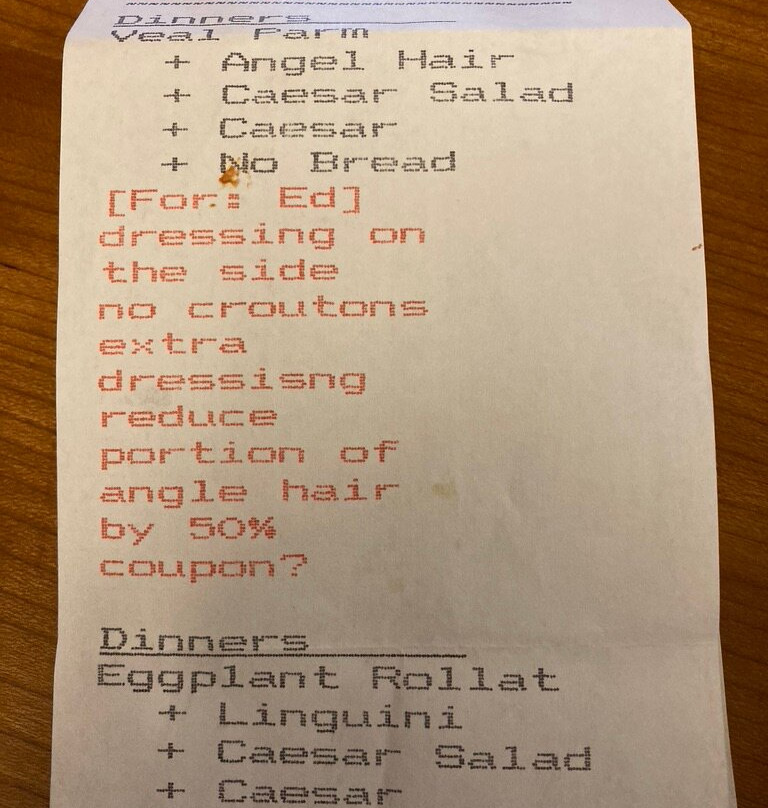 Dinners
Veal Parm
+ Angel Hair
+ Caesar Salad
+ Caesar
+ No Bread
[For: Ed]
dressing on
the side
no croutons
extra
dressisng
reduce
portion of
angle hair
by 50%
coupon?
Dinners
Eggplant Rollat
+ Linguini
+ Caesar Salad
+ Caesar